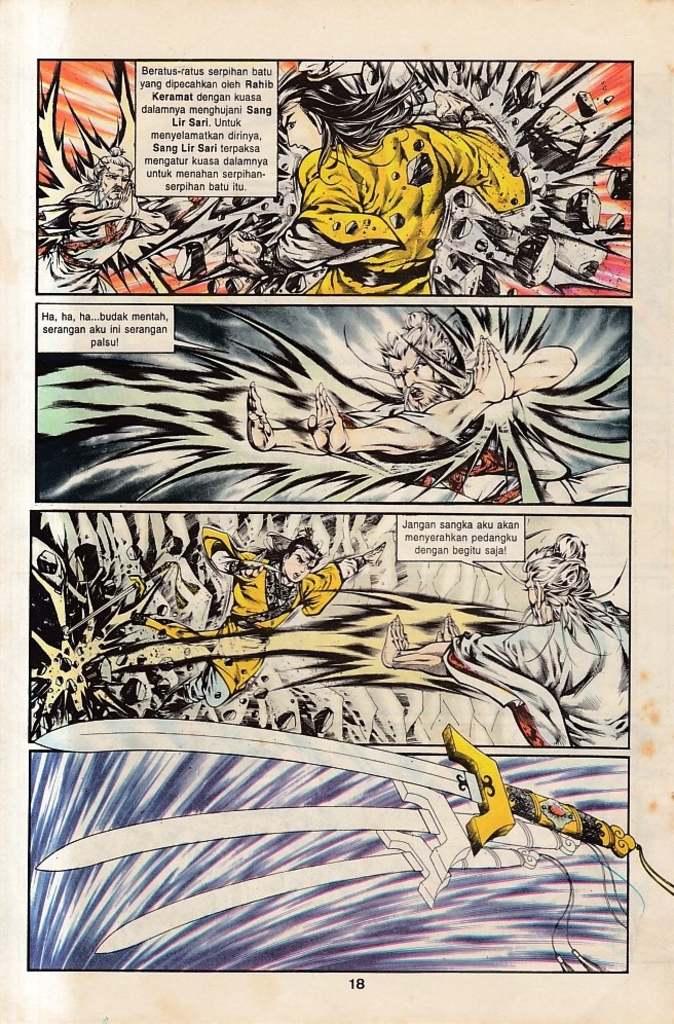 Beratus-ratus serpihan batu
yang dipecahkan oleh Rahib
Keramat dengan kuasa
dalamnya menghujani Sang
Lir Sari. Untuk
menyelamatkan dirinya,
Sang Lir Sari terpaksa
mengatur kuasa dalamnya
untuk menahan serpihan-
serpihan batu itu.
Ha, ha, ha...budak mentah,
serangan aku ini serangan
palsu!
Jangan sangka aku akan
menyerahkan pedangku
dengan begitu saja!
18